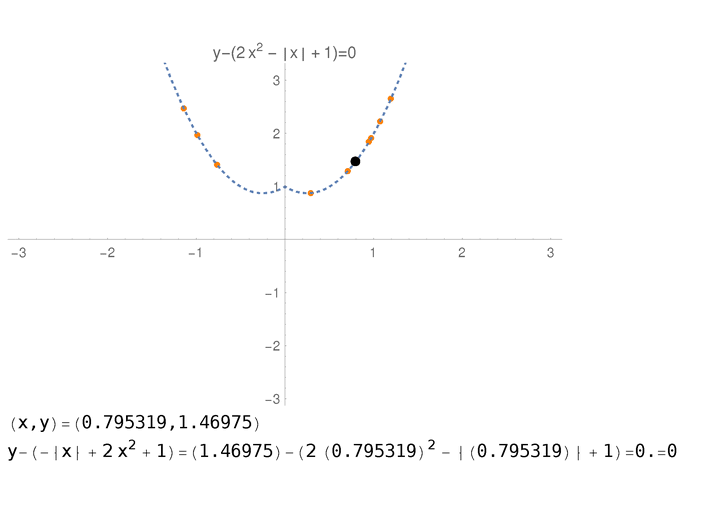 y−(2 x² − |x| + 1)=0
3
2
1
−3 −2 −1 1 2 3
−1
−2
−3
(x,y)=(0.795319,1.46975)
y−(−|x| + 2 x² + 1)=(1.46975)−(2 (0.795319)² − |(0.795319)| + 1)=0.=0